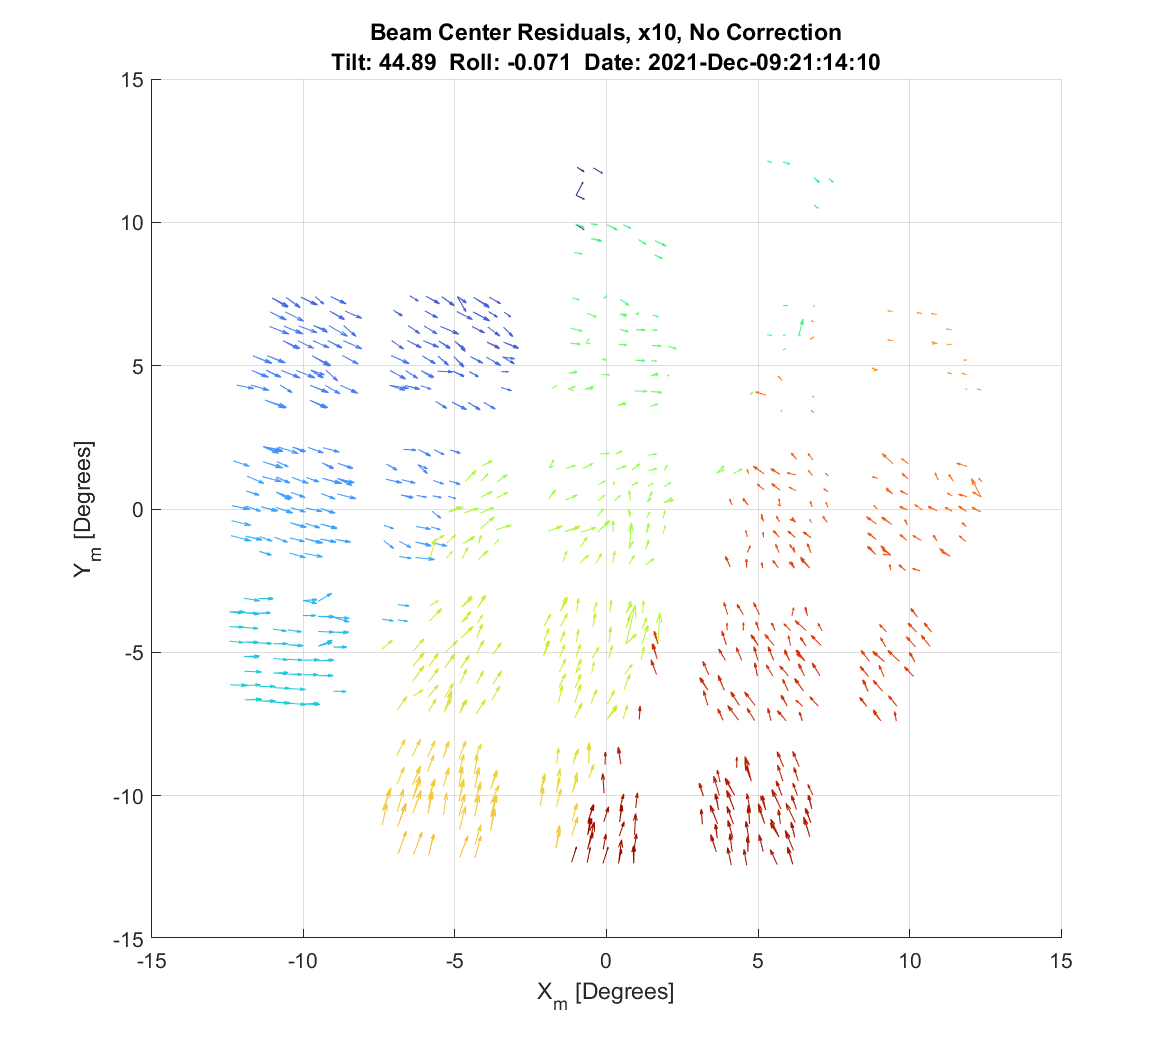 Beam Center Residuals, x10, No Correction
Tilt: 44.89 Roll: -0.071 Date: 2021-Dec-09:21:14:10
15
10
5
0
-5
-10
-15
Y_m [Degrees]
-15 -10 -5 0 5 10 15
X_m [Degrees]